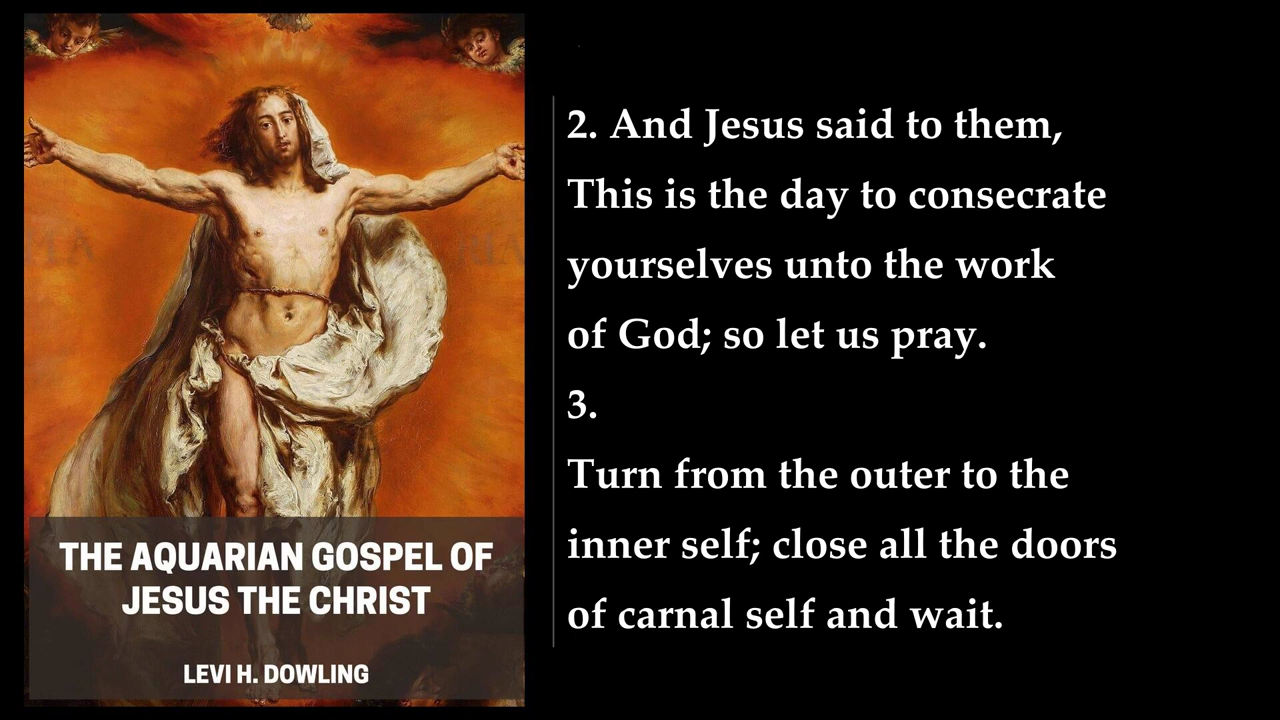 THE AQUARIAN GOSPEL OF
JESUS THE CHRIST
LEVI H. DOWLING
2. And Jesus said to them,
This is the day to consecrate
yourselves unto the work
of God; so let us pray.
3.
Turn from the outer to the
inner self; close all the doors
of carnal self and wait.